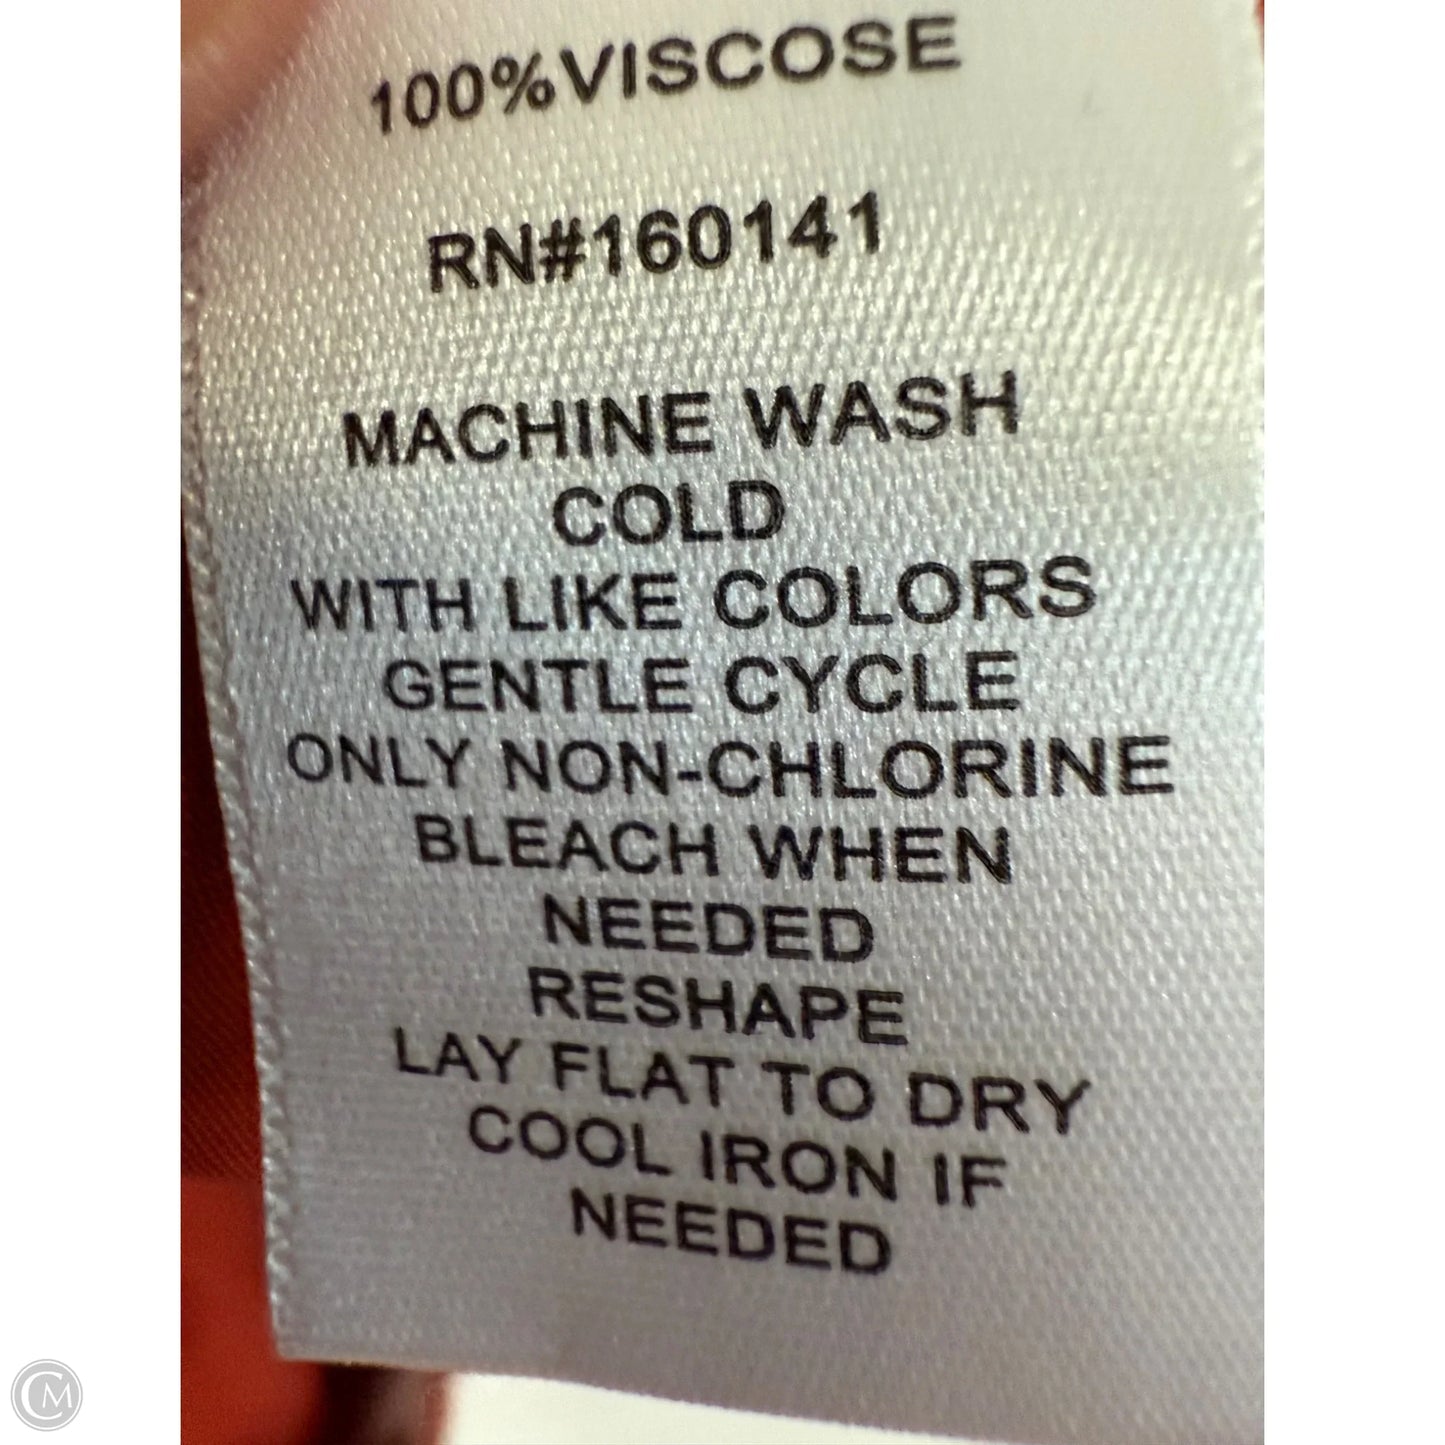 100%VISCOSE
RN#160141
MACHINE WASH
COLD
WITH LIKE COLORS
GENTLE CYCLE
ONLY NON-CHLORINE
BLEACH WHEN
NEEDED
RESHAPE
LAY FLAT TO DRY
COOL IRON IF
NEEDED
CM